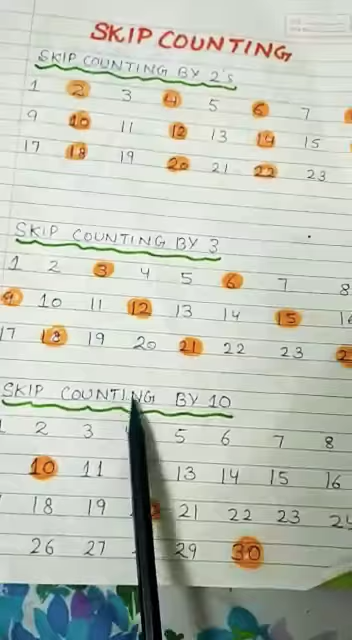 SKIP COUNTING
SKIP COUNTING BY 2's
1 2 3 4 5 6 7
9 10 11 12 13 14 15
17 18 19 20 21 22 23
SKIP COUNTING BY 3
1 2 3 4 5 6 7 8
9 10 11 12 13 14 15
17 18 19 20 21 22 23
SKIP COUNTING BY 10
2 3 5 6 7 8
10 11 13 14 15 16
18 19 21 22 23
26 27 29 30